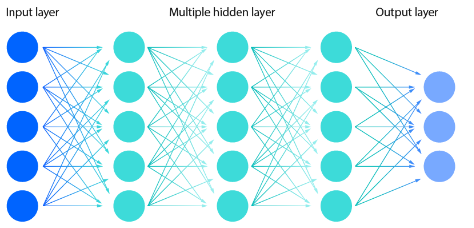 Input layer
Multiple hidden layer
Output layer